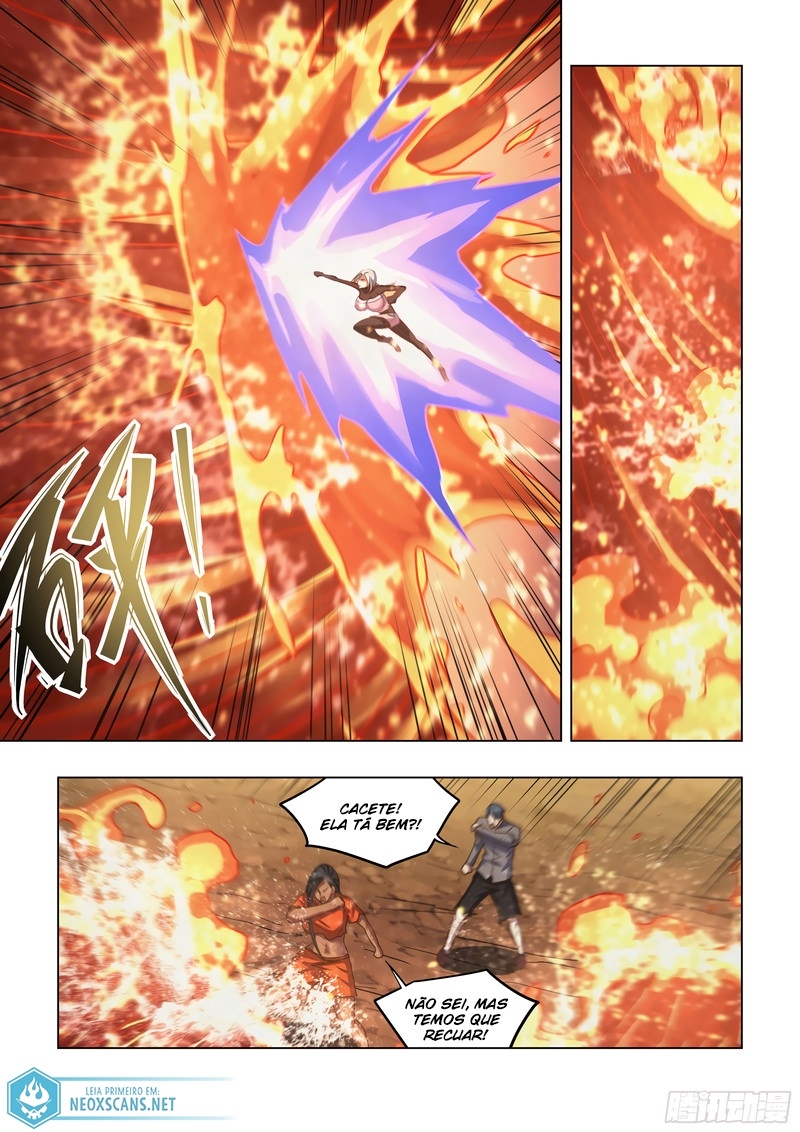 CACETE!
ELA TÁ BEM?!
NÃO SEI, MAS
TEMOS QUE
RECUAR!
LEIA PRIMEIRO EM:
NEOXSCANS.NET
腾讯动漫